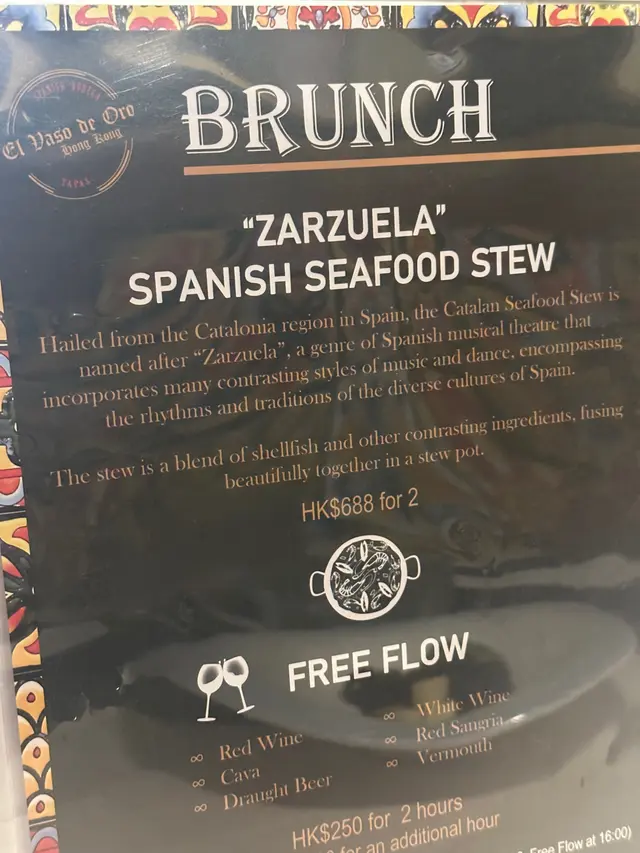 SPANISH BODEGA
El Vaso de Oro
Hong Kong
TAPAS
BRUNCH
“ZARZUELA”
SPANISH SEAFOOD STEW
Hailed from the Catalonia region in Spain, the Catalan Seafood Stew is
named after “Zarzuela”, a genre of Spanish musical theatre that
incorporates many contrasting styles of music and dance, encompassing
the rhythms and traditions of the diverse cultures of Spain.
The stew is a blend of shellfish and other contrasting ingredients, fusing
beautifully together in a stew pot.
HK$688 for 2
FREE FLOW
∞ Red Wine
∞ Cava
∞ Draught Beer
∞ White Wine
∞ Red Sangria
∞ Vermouth
HK$250 for 2 hours
for an additional hour
Free Flow at 16:00)